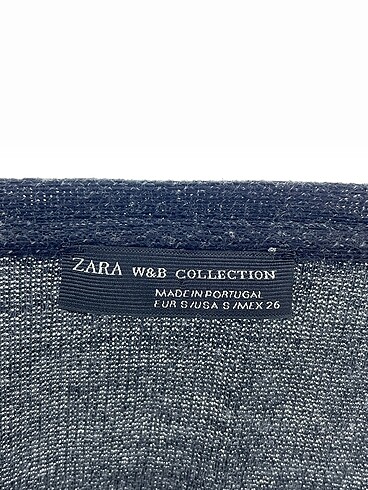 ZARA W&B COLLECTION
MADE IN PORTUGAL
EUR S/USA S/MEX 26